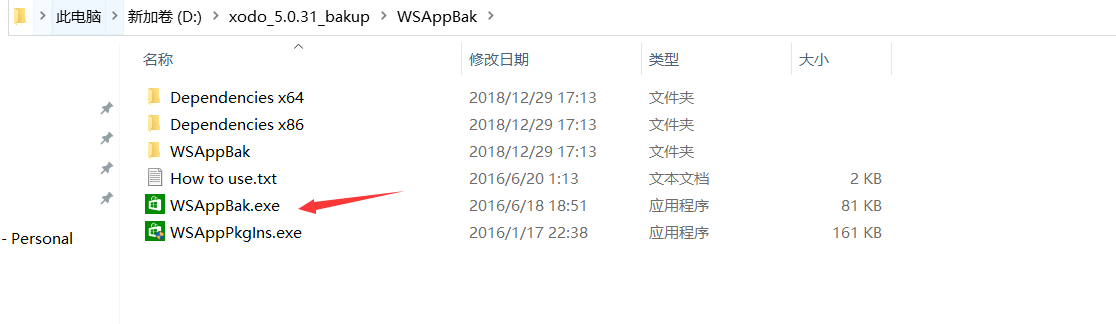 此电脑 > 新加卷 (D:) > xodo_5.0.31_bakup > WSAppBak >
名称 修改日期 类型 大小
Dependencies x64 2018/12/29 17:13 文件夹
Dependencies x86 2018/12/29 17:13 文件夹
WSAppBak 2018/12/29 17:13 文件夹
How to use.txt 2016/6/20 1:13 文本文档 2 KB
WSAppBak.exe 2016/6/18 18:51 应用程序 81 KB
WSAppPkgIns.exe 2016/1/17 22:38 应用程序 161 KB
- Personal